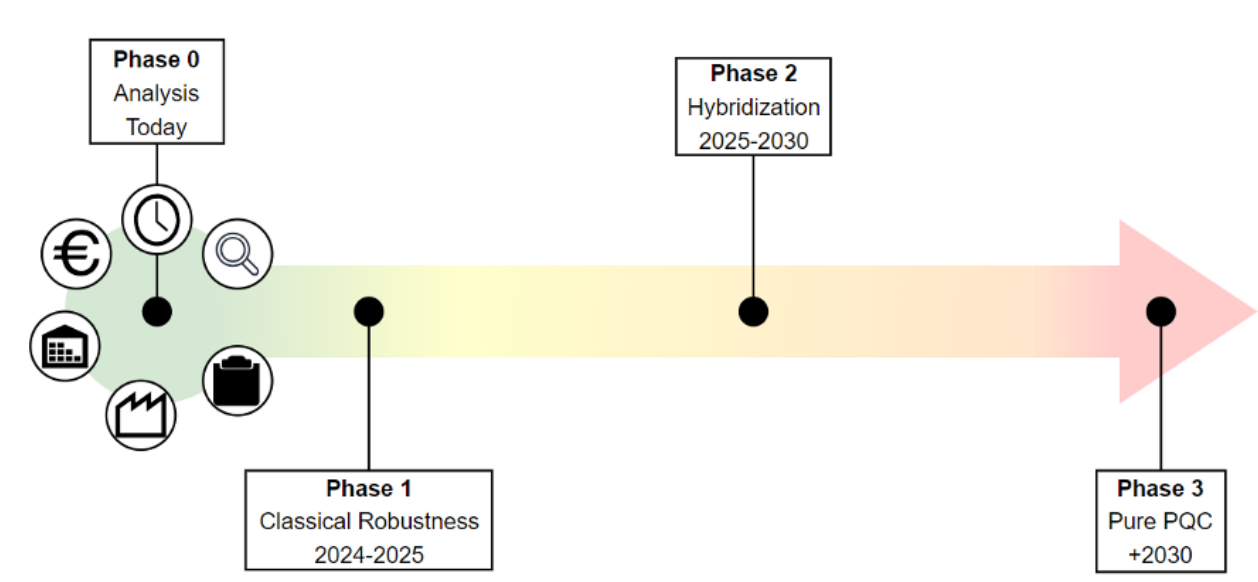 Phase 0
Analysis
Today
Phase 2
Hybridization
2025-2030
€
Phase 1
Classical Robustness
2024-2025
Phase 3
Pure PQC
+2030